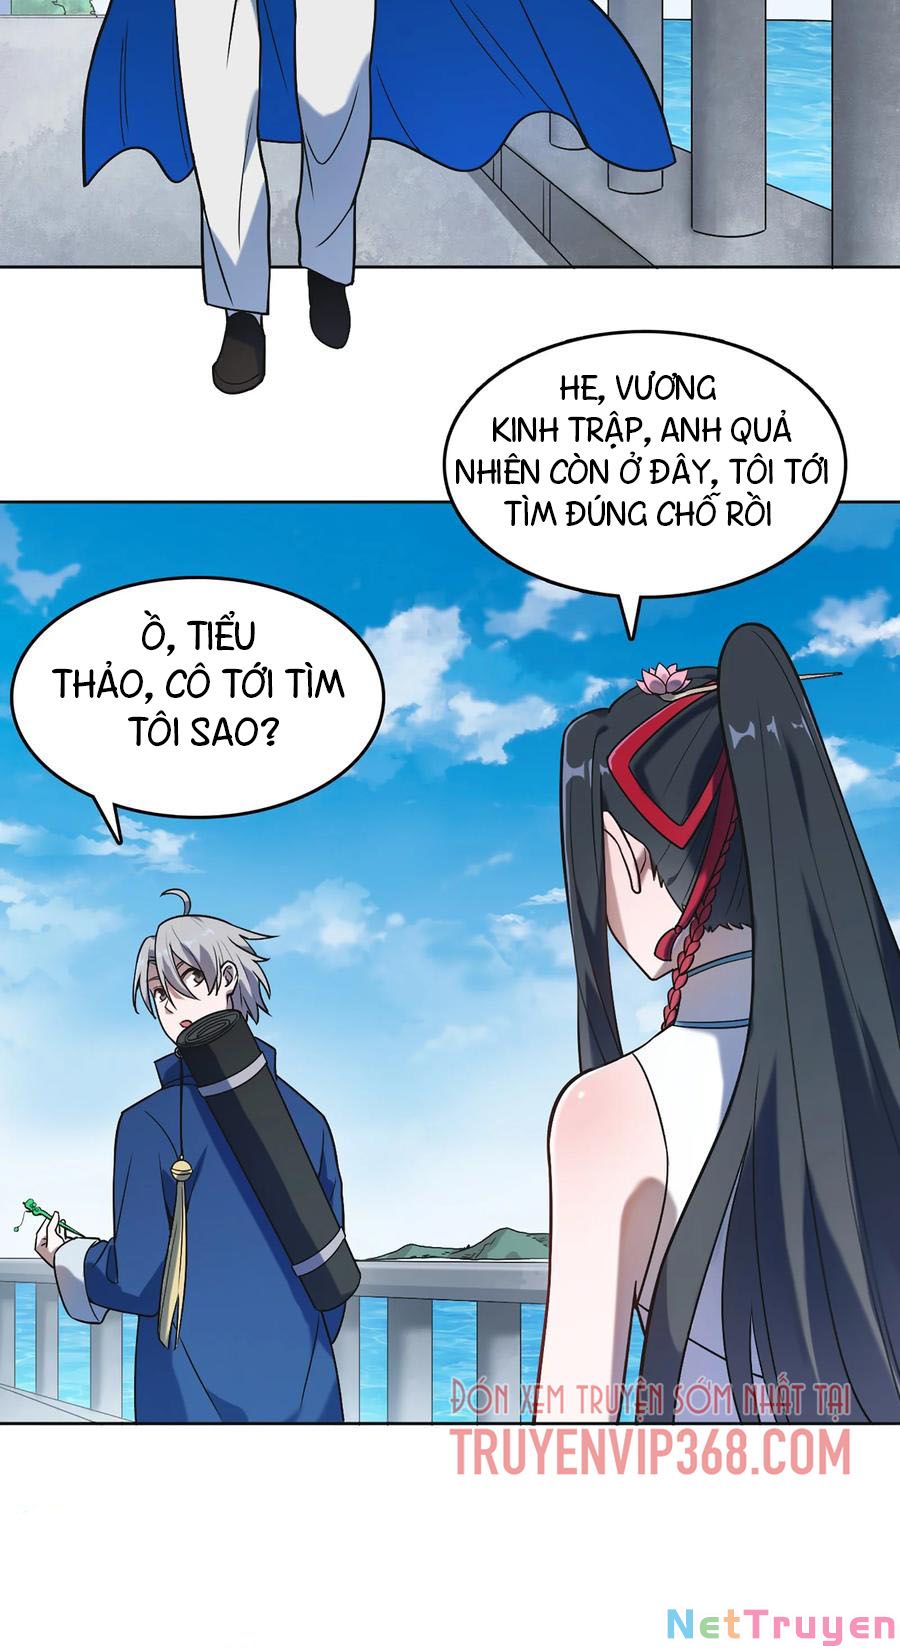 HE, VƯƠNG
KINH TRẬP, ANH QUẢ
NHIÊN CÒN Ở ĐÂY, TÔI TỚI
TÌM ĐÚNG CHỖ RỒI
Ồ, TIỂU
THẢO, CÔ TỚI TÌM
TÔI SAO?
ĐÓN XEM TRUYỆN SỚM NHẤT TẠI
TRUYENVIP368.COM
NetTruyen